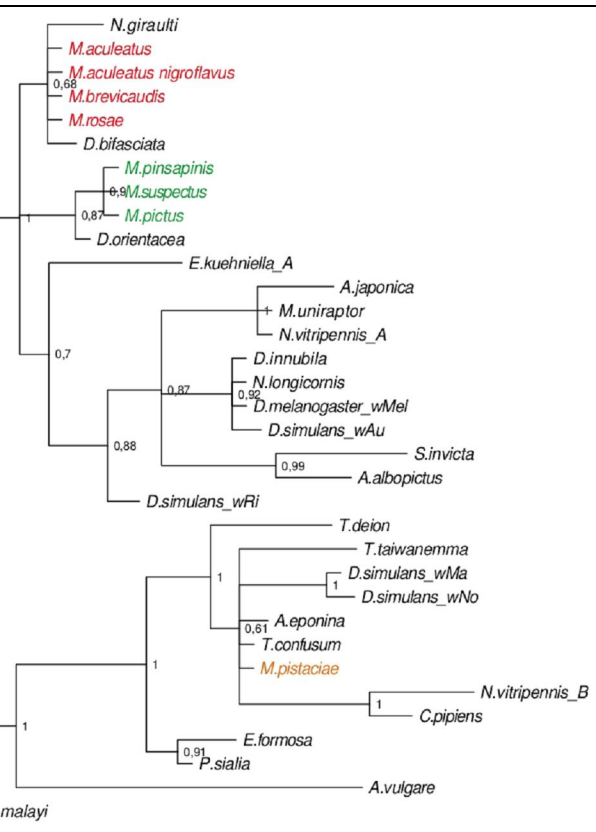 N.giraulti
M.aculeatus
M.aculeatus nigroflavus
0,68
M.brevicaudis
M.rosae
D.bifasciata
M.pinsapinis
0,9
M.suspectus
0,87
M.pictus
1
D.orientacea
E.kuehniella_A
A.japonica
1
M.uniraptor
N.vitripennis_A
0,7
D.innubila
N.longicornis
0,87
0,92
D.melanogaster_wMel
D.simulans_wAu
0,88
S.invicta
0,99
A.albopictus
D.simulans_wRi
T.deion
T.taiwanemma
D.simulans_wMa
1
1
D.simulans_wNo
A.eponina
0,61
T.confusum
1
M.pistaciae
N.vitripennis_B
1
C.pipiens
1
E.formosa
0,91
P.sialia
A.vulgare
malayi